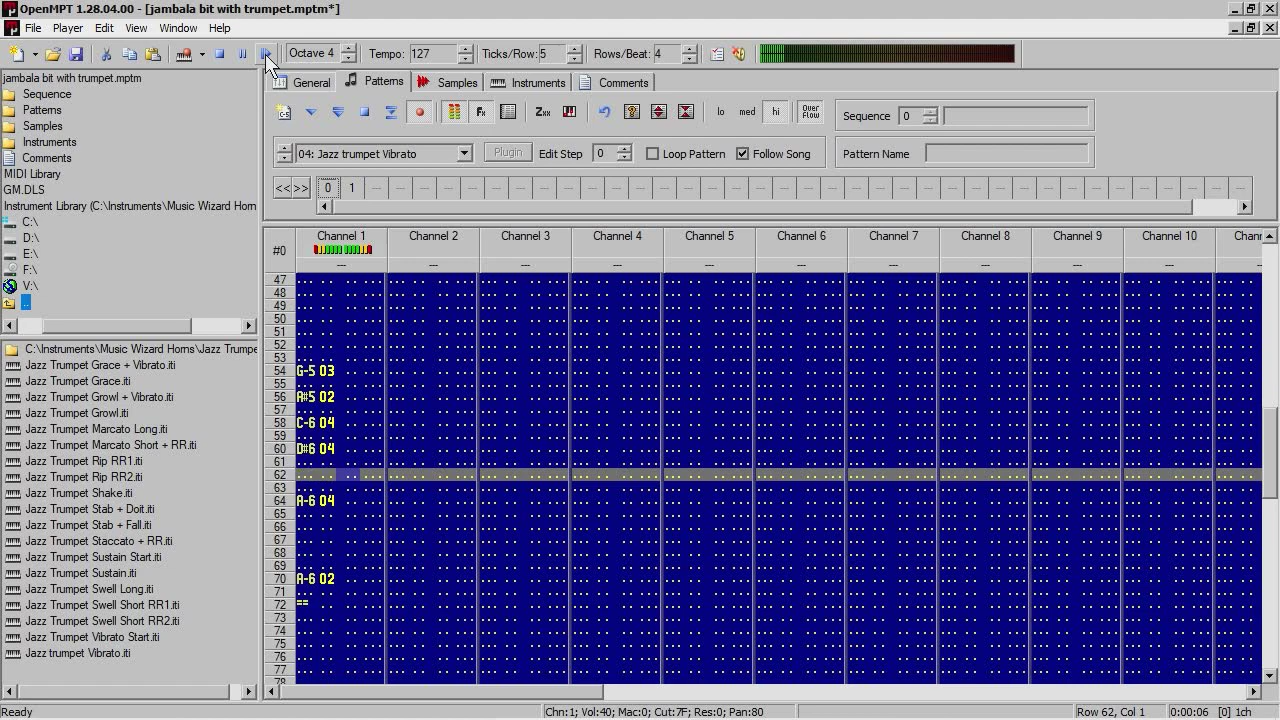 OpenMPT 1.28.04.00 - [jambala bit with trumpet.mptm*]
File Player Edit View Window Help
Octave 4 Tempo: 127 Ticks/Row: 5 Rows/Beat: 4
jambala bit with trumpet.mptm
Sequence
Patterns
Samples
Instruments
Comments
MIDI Library
GM.DLS
Instrument Library (C:\Instruments\Music Wizard Horn
C:\
D:\
E:\
F:\
V:\
..
C:\Instruments\Music Wizard Horns\Jazz Trumpe
Jazz Trumpet Grace + Vibrato.iti
Jazz Trumpet Grace.iti
Jazz Trumpet Growl + Vibrato.iti
Jazz Trumpet Growl.iti
Jazz Trumpet Marcato Long.iti
Jazz Trumpet Marcato Short + RR.iti
Jazz Trumpet Rip RR1.iti
Jazz Trumpet Rip RR2.iti
Jazz Trumpet Shake.iti
Jazz Trumpet Stab + Doit.iti
Jazz Trumpet Stab + Fall.iti
Jazz Trumpet Staccato + RR.iti
Jazz Trumpet Sustain Start.iti
Jazz Trumpet Sustain.iti
Jazz Trumpet Swell Long.iti
Jazz Trumpet Swell Short RR1.iti
Jazz Trumpet Swell Short RR2.iti
Jazz Trumpet Vibrato Start.iti
Jazz trumpet Vibrato.iti
General Patterns Samples Instruments Comments
Fx Zxx lo med hi Over Flow Sequence 0
04: Jazz trumpet Vibrato Plugin Edit Step 0 Loop Pattern Follow Song Pattern Name
<< >> 0 1 --- --- --- --- --- --- --- --- --- --- --- --- --- --- --- --- --- --- --- --- --- --- --- --- --- --- --- --- --- --- --- --- --- --- --- ---
#0 Channel 1 Channel 2 Channel 3 Channel 4 Channel 5 Channel 6 Channel 7 Channel 8 Channel 9 Channel 10 Chann
--- --- --- --- --- --- --- --- --- ---
47
48
49
50
51
52
53
54 G-5 03
55
56 A#5 02
57
58 C-6 04
59
60 D#6 04
61
62
63
64 A-6 04
65
66
67
68
69
70 A-6 02
71
72 ==
73
74
75
76
77
78
Ready Chn:1; Vol:40; Mac:0; Cut:7F; Res:0; Pan:80 Row 62, Col 1 0:00:06 [0] 1ch